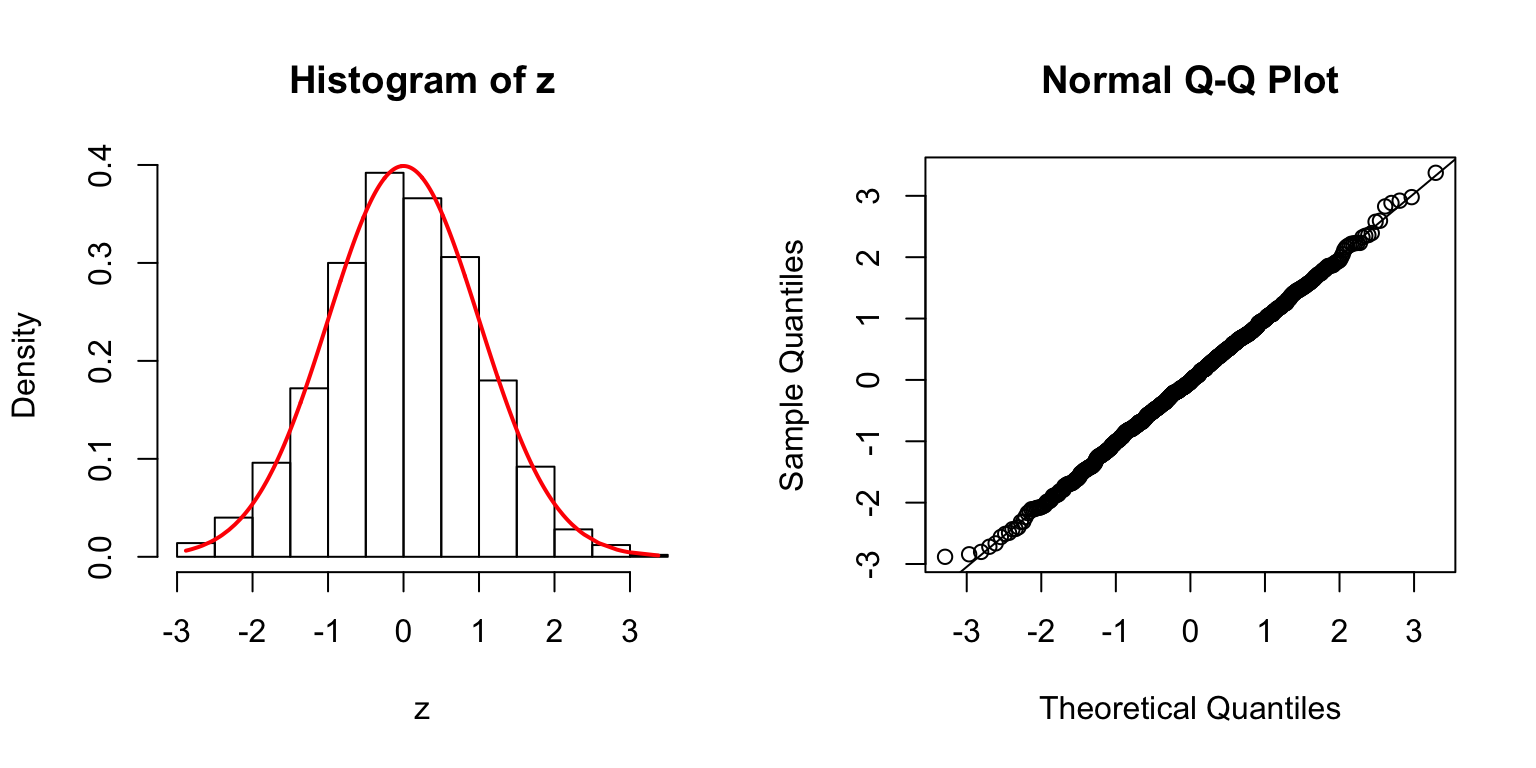 Histogram of z
Density
0.0 0.1 0.2 0.3 0.4
-3 -2 -1 0 1 2 3
z
Normal Q-Q Plot
Sample Quantiles
-3 -2 -1 0 1 2 3
-3 -2 -1 0 1 2 3
Theoretical Quantiles